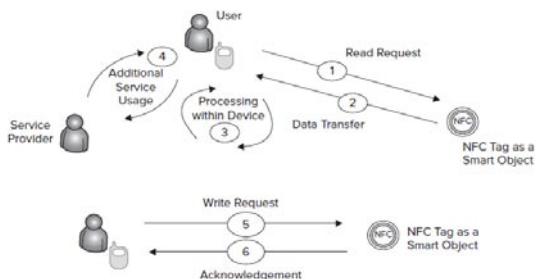 User
4
Additional
Service
Usage
Read Request
1
2
Data Transfer
Processing
within Device
3
Service
Provider
NFC
NFC Tag as a
Smart Object
Write Request
5
6
Acknowledgement
NFC
NFC Tag as a
Smart Object